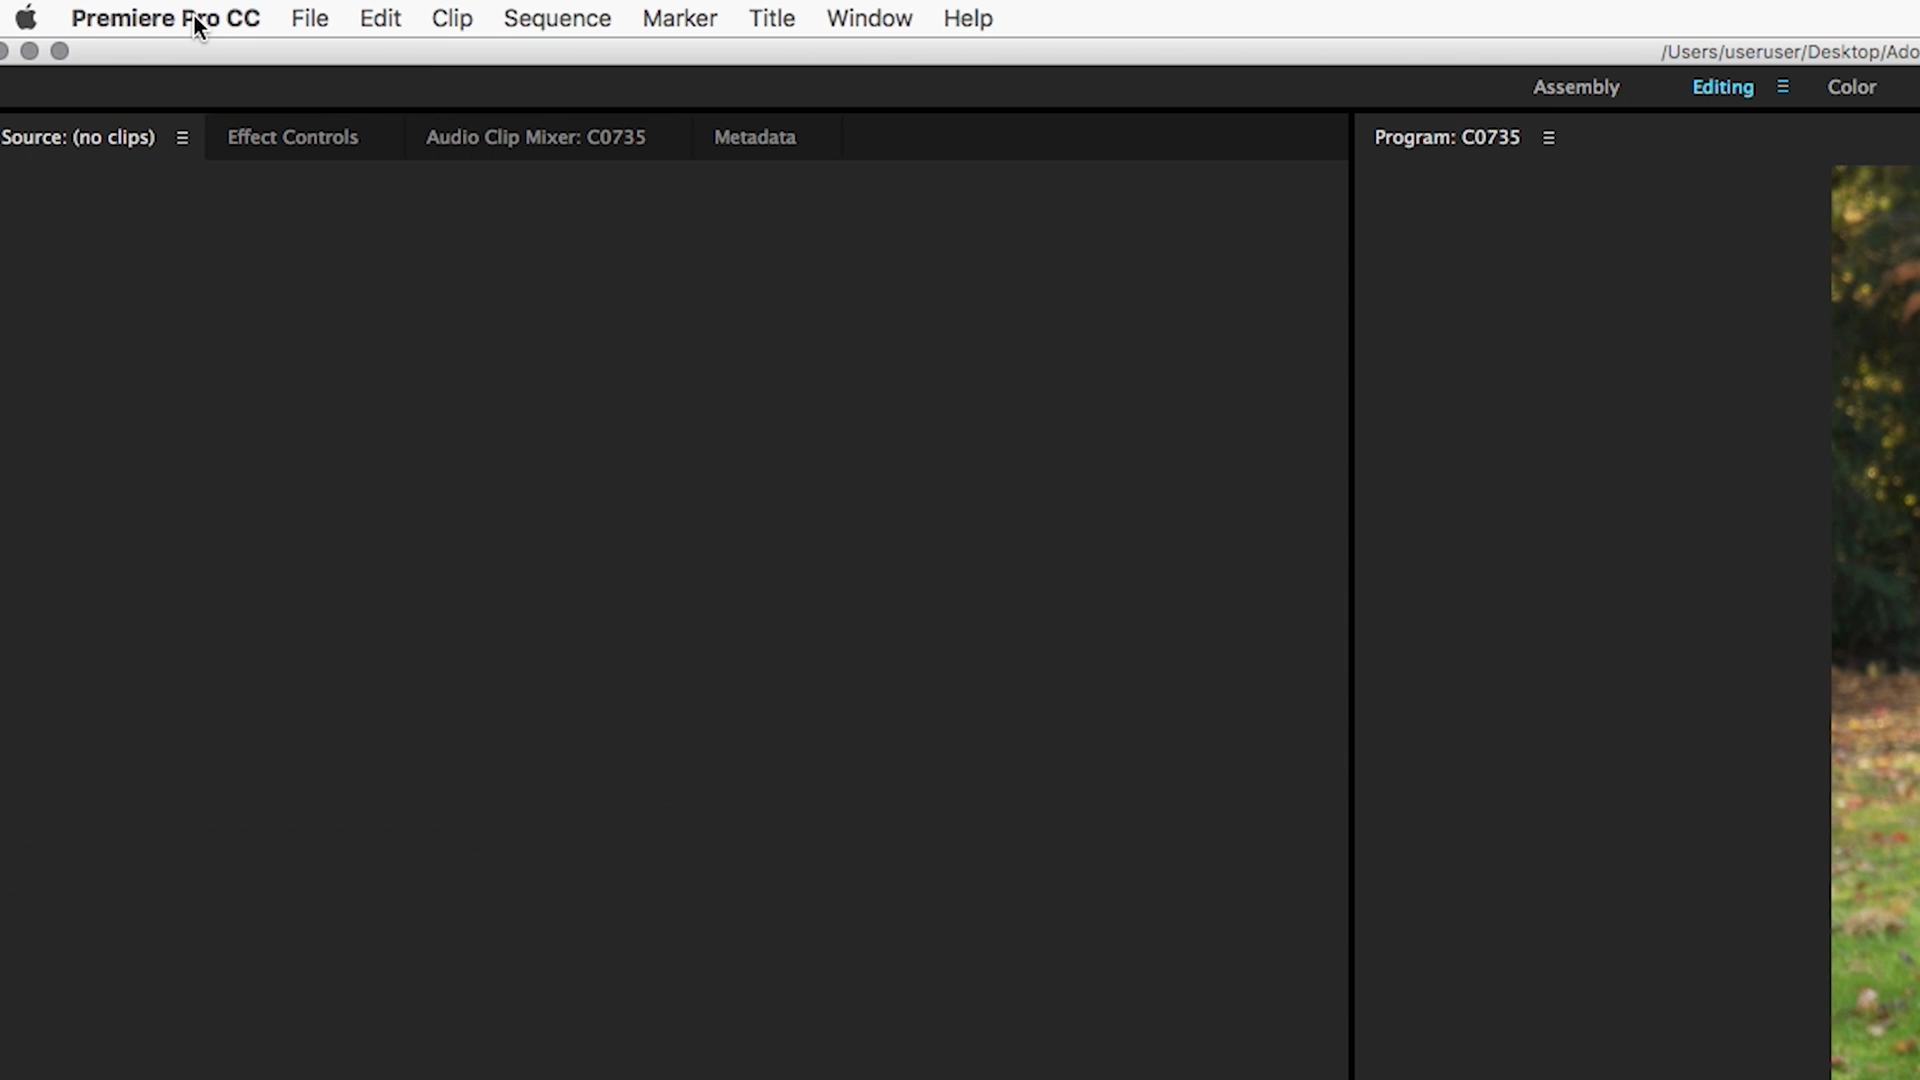 Premiere Pro CC File Edit Clip Sequence Marker Title Window Help
/Users/useruser/Desktop/Ado
Assembly Editing Color
Source: (no clips) Effect Controls Audio Clip Mixer: C0735 Metadata Program: C0735